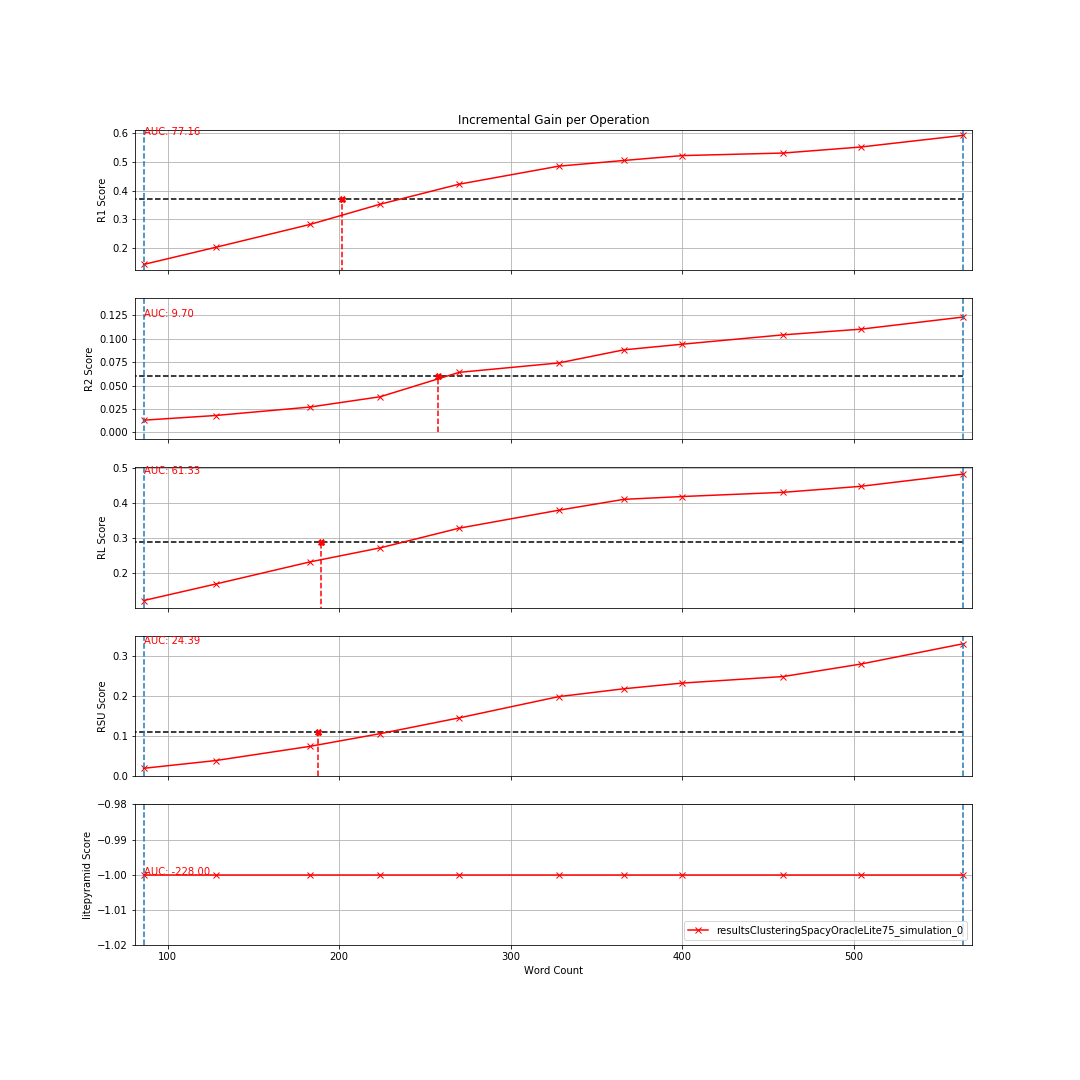 Incremental Gain per Operation
AUC: 77.16
0.6
0.5
0.4
0.3
0.2
R1 Score
AUC: 9.70
0.125
0.100
0.075
0.050
0.025
0.000
R2 Score
AUC: 61.33
0.5
0.4
0.3
0.2
RL Score
AUC: 24.39
0.3
0.2
0.1
0.0
RSU Score
−0.98
−0.99
−1.00
−1.01
−1.02
litepyramid Score
AUC: -228.00
resultsClusteringSpacyOracleLite75_simulation_0
100 200 300 400 500
Word Count